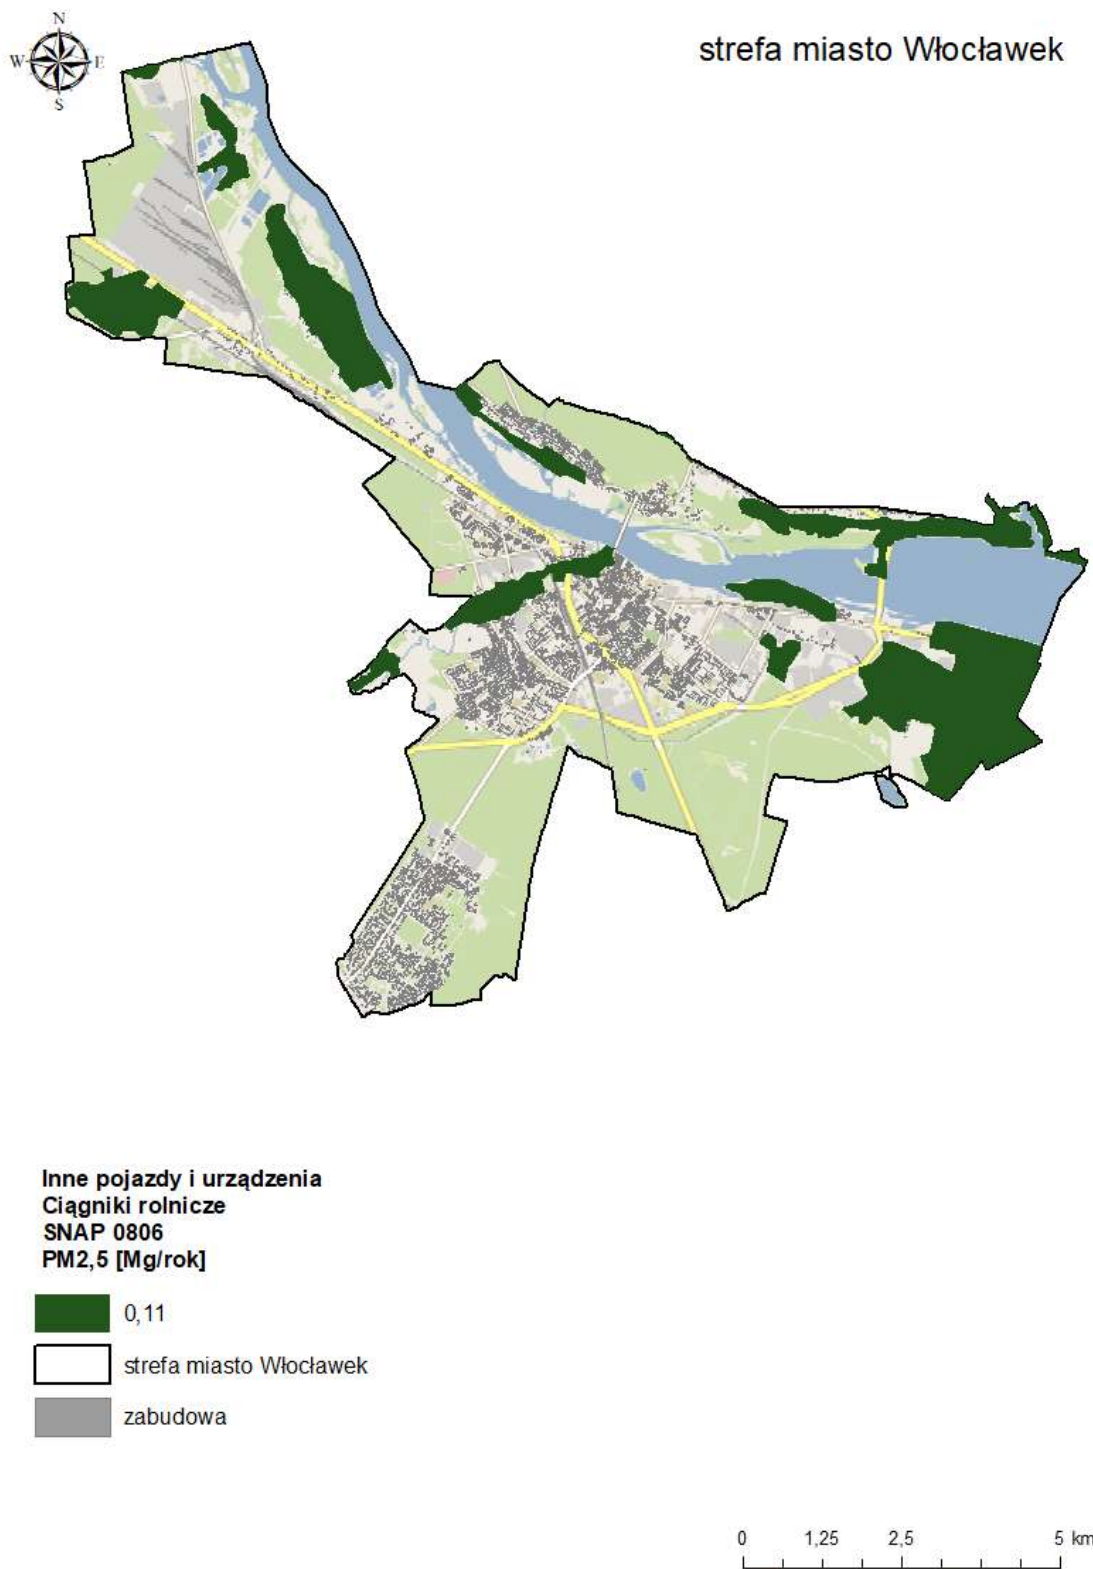 N
W E
S
strefa miasto Włocławek
Inne pojazdy i urządzenia
Ciągniki rolnicze
SNAP 0806
PM2,5 [Mg/rok]
0,11
strefa miasto Włocławek
zabudowa
0 1,25 2,5 5 km